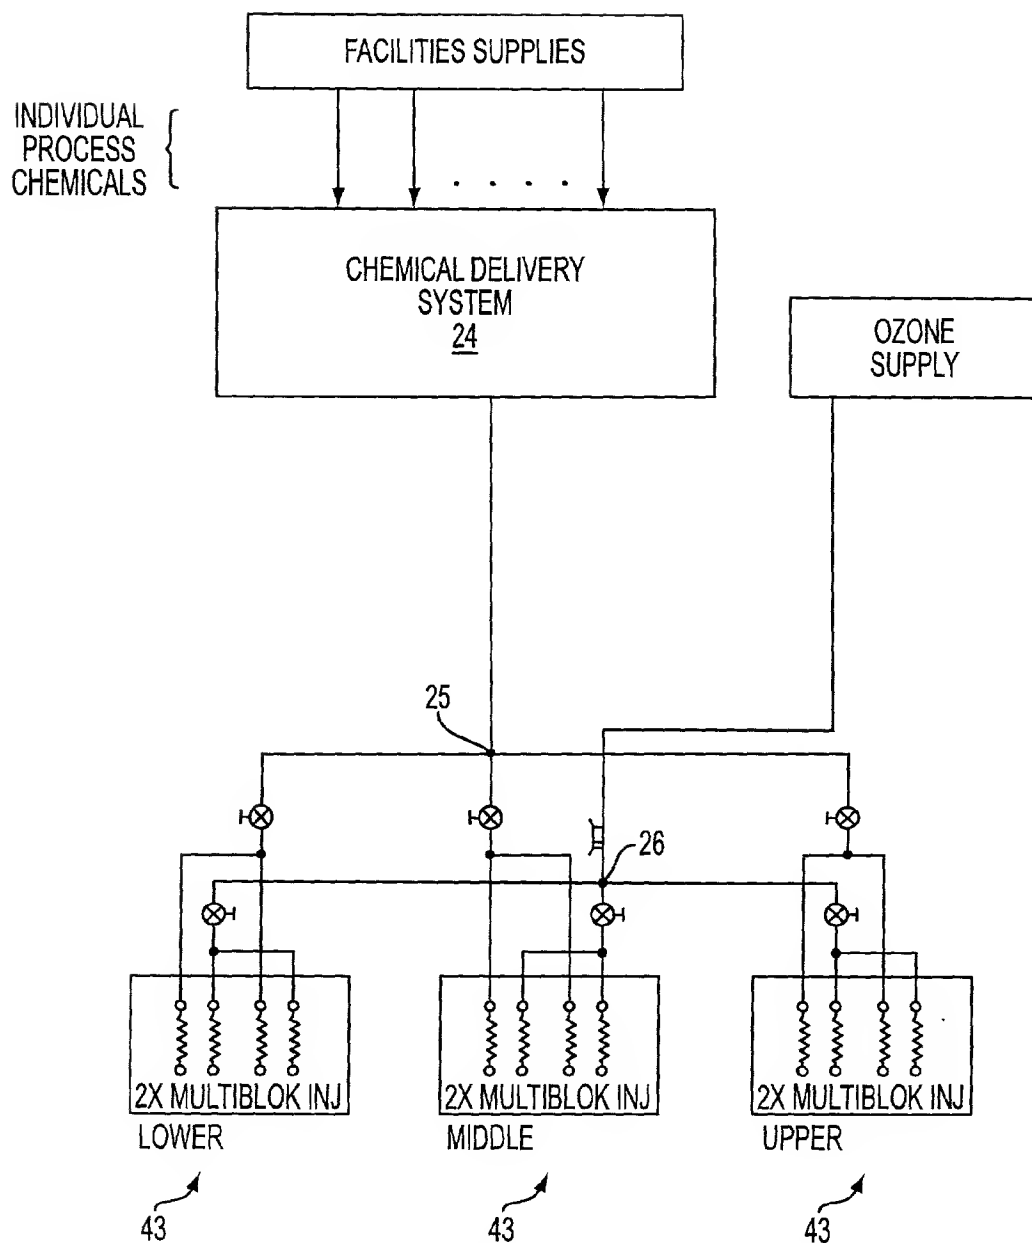 FACILITIES SUPPLIES
INDIVIDUAL
PROCESS
CHEMICALS
CHEMICAL DELIVERY
SYSTEM
24
OZONE
SUPPLY
25
26
2X MULTIBLOK INJ
2X MULTIBLOK INJ
2X MULTIBLOK INJ
LOWER
MIDDLE
UPPER
43
43
43